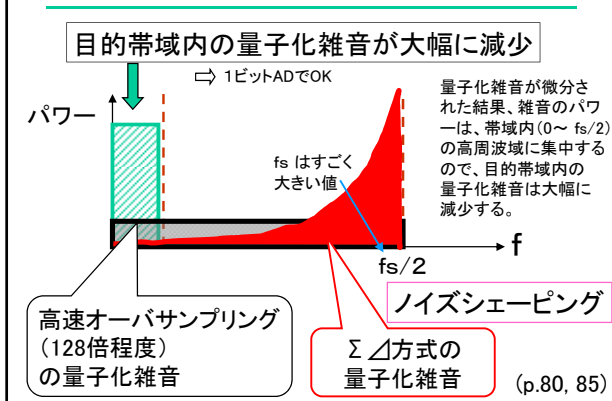 目的帯域内の量子化雑音が大幅に減少
⇨ 1ビットADでOK
パワー
量子化雑音が微分さ
れた結果、雑音のパワ
ーは、帯域内(0~ fs/2)
の高周波域に集中する
ので、目的帯域内の
量子化雑音は大幅に
減少する。
fs はすごく
大きい値
f
fs/2
ノイズシェーピング
高速オーバサンプリング
(128倍程度)
の量子化雑音
Σ⊿方式の
量子化雑音
(p.80, 85)